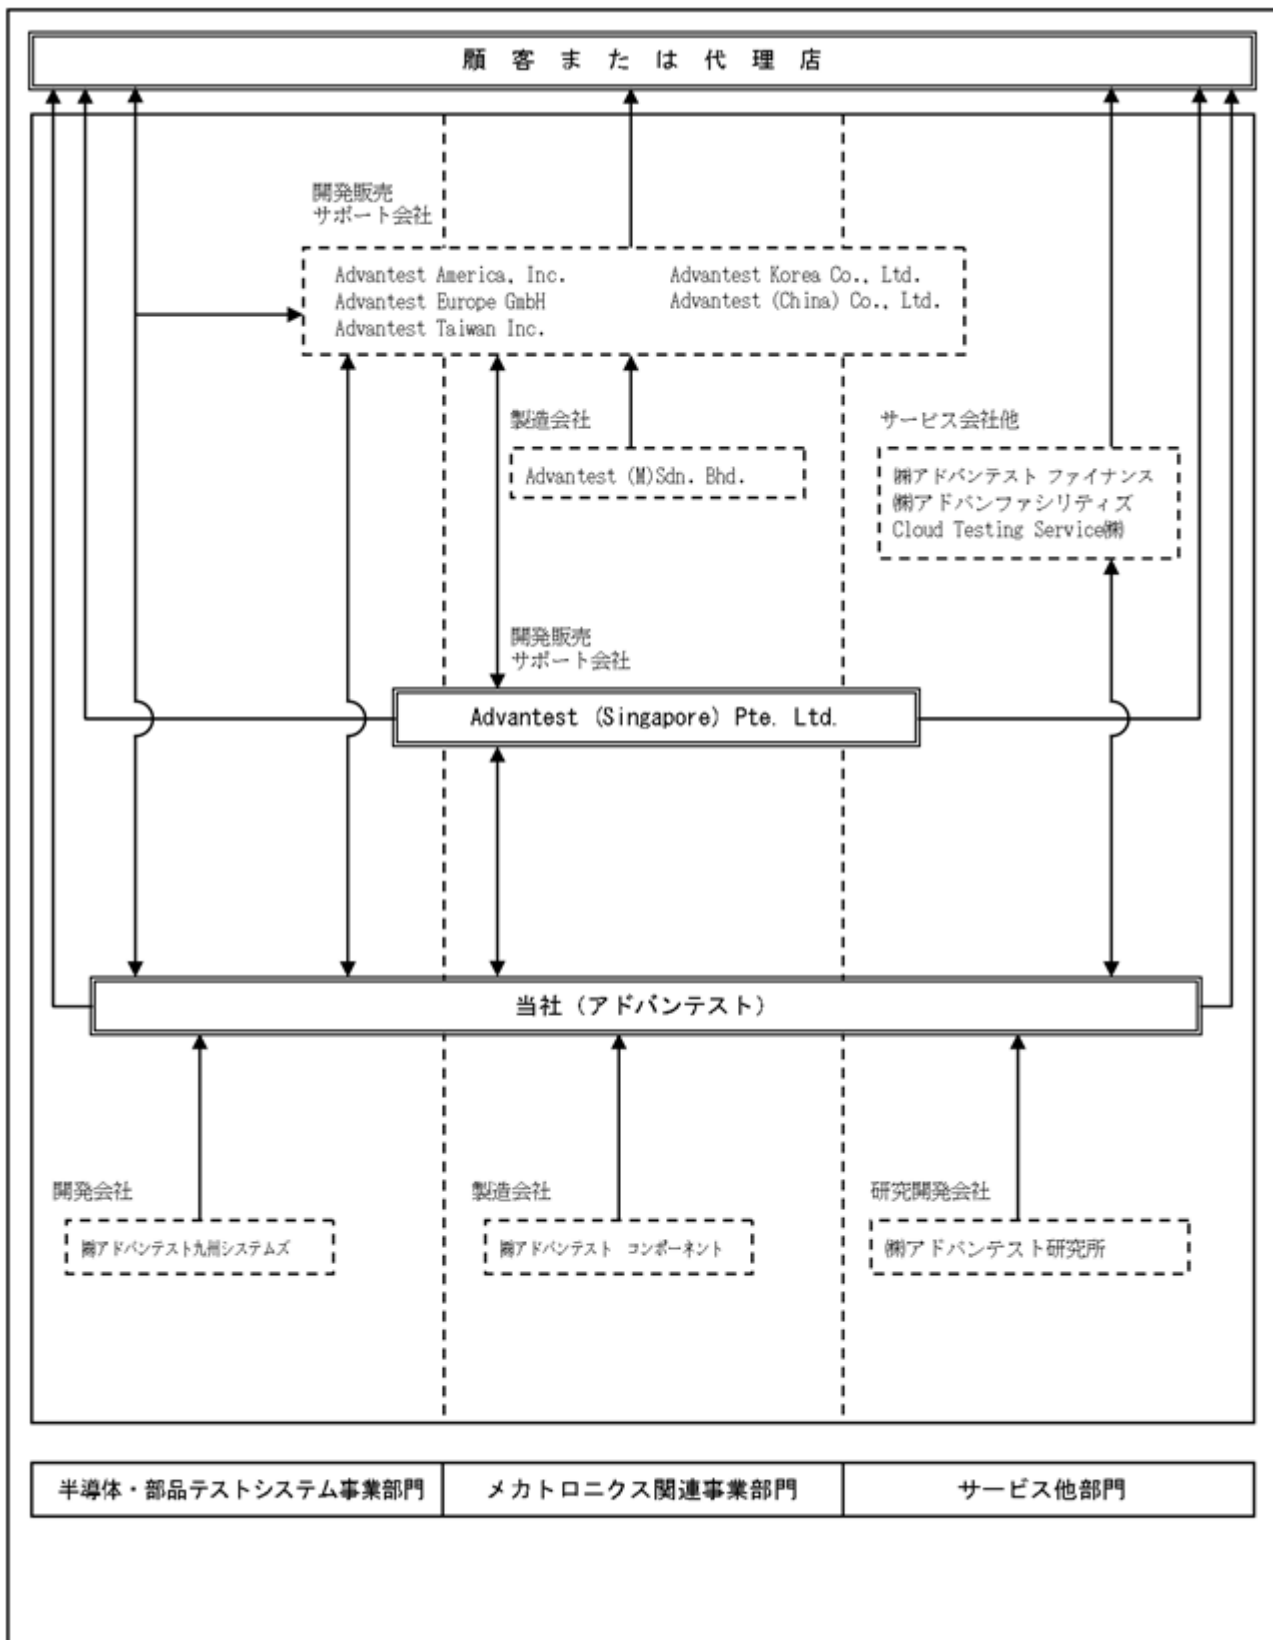 顧客または代理店
開発販売
サポート会社
Advantest America, Inc.
Advantest Europe GmbH
Advantest Taiwan Inc.
Advantest Korea Co., Ltd.
Advantest (China) Co., Ltd.
製造会社
Advantest (M)Sdn. Bhd.
サービス会社他
㈱アドバンテスト ファイナンス
㈱アドバンファシリティズ
Cloud Testing Service㈱
開発販売
サポート会社
Advantest (Singapore) Pte. Ltd.
当社（アドバンテスト）
開発会社
㈱アドバンテスト九州システムズ
製造会社
㈱アドバンテスト コンポーネント
研究開発会社
㈱アドバンテスト研究所
半導体・部品テストシステム事業部門
メカトロニクス関連事業部門
サービス他部門